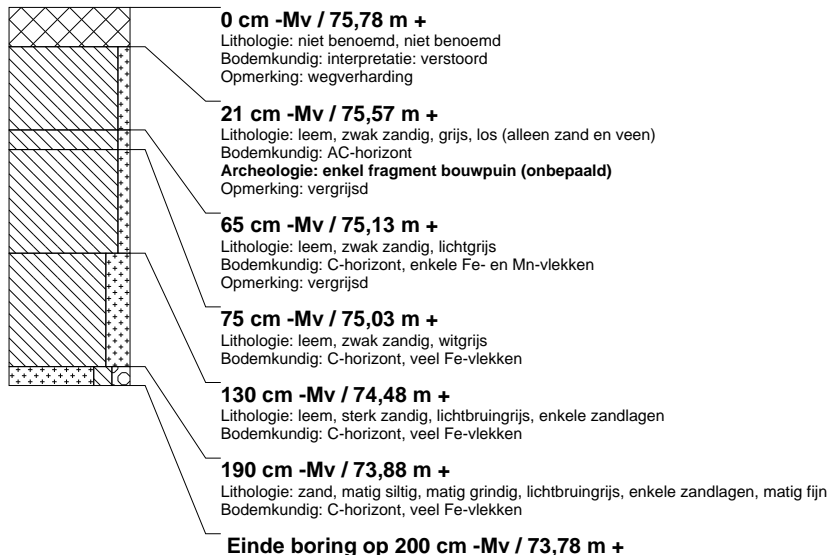 0 cm -Mv / 75,78 m +
Lithologie: niet benoemd, niet benoemd
Bodemkundig: interpretatie: verstoord
Opmerking: wegverharding
21 cm -Mv / 75,57 m +
Lithologie: leem, zwak zandig, grijs, los (alleen zand en veen)
Bodemkundig: AC-horizont
Archeologie: enkel fragment bouwpuin (onbepaald)
Opmerking: vergrijsd
65 cm -Mv / 75,13 m +
Lithologie: leem, zwak zandig, lichtgrijs
Bodemkundig: C-horizont, enkele Fe- en Mn-vlekken
Opmerking: vergrijsd
75 cm -Mv / 75,03 m +
Lithologie: leem, zwak zandig, witgrijs
Bodemkundig: C-horizont, veel Fe-vlekken
130 cm -Mv / 74,48 m +
Lithologie: leem, sterk zandig, lichtbruingrijs, enkele zandlagen
Bodemkundig: C-horizont, veel Fe-vlekken
190 cm -Mv / 73,88 m +
Lithologie: zand, matig siltig, matig grindig, lichtbruingrijs, enkele zandlagen, matig fijn
Bodemkundig: C-horizont, veel Fe-vlekken
Einde boring op 200 cm -Mv / 73,78 m +